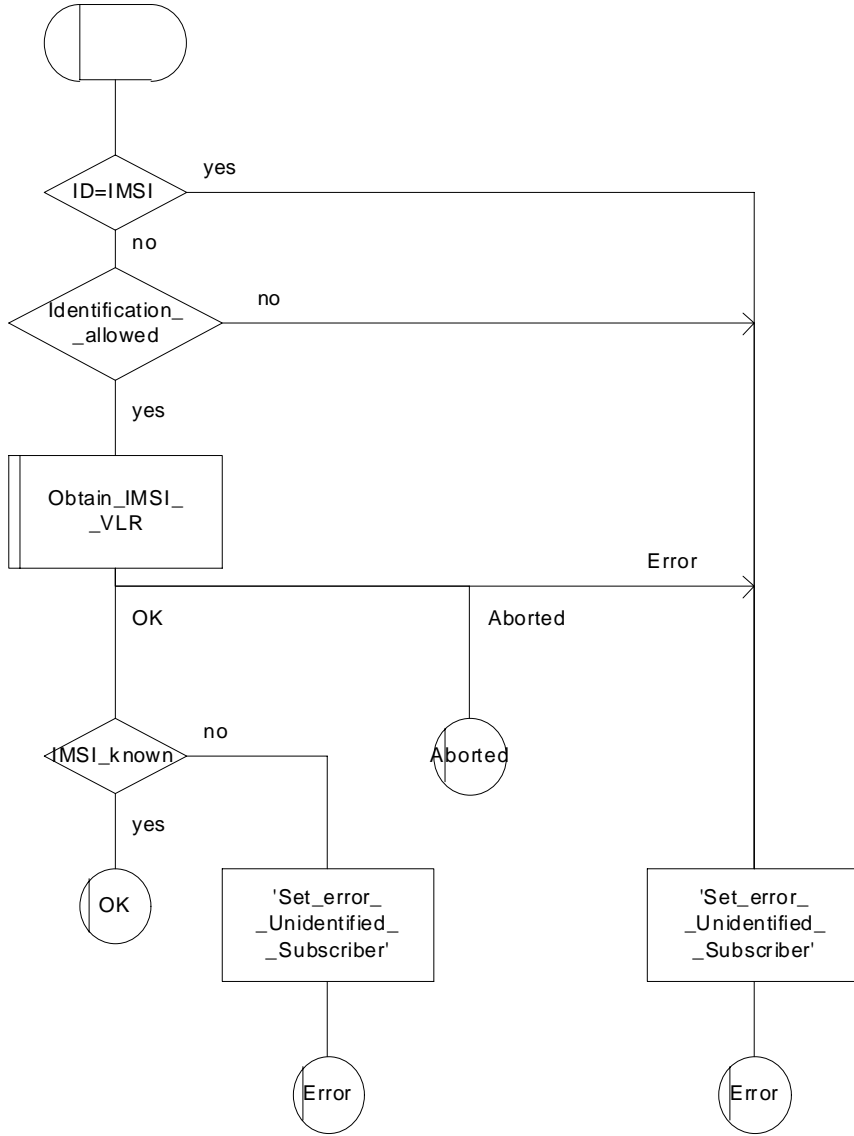 yes
ID=IMSI
no
Identification_
_allowed
no
yes
Obtain_IMSI_
_VLR
Error
OK
Aborted
IMSI_known
no
Aborted
yes
OK
'Set_error_
_Unidentified_
_Subscriber'
'Set_error_
_Unidentified_
_Subscriber'
Error
Error